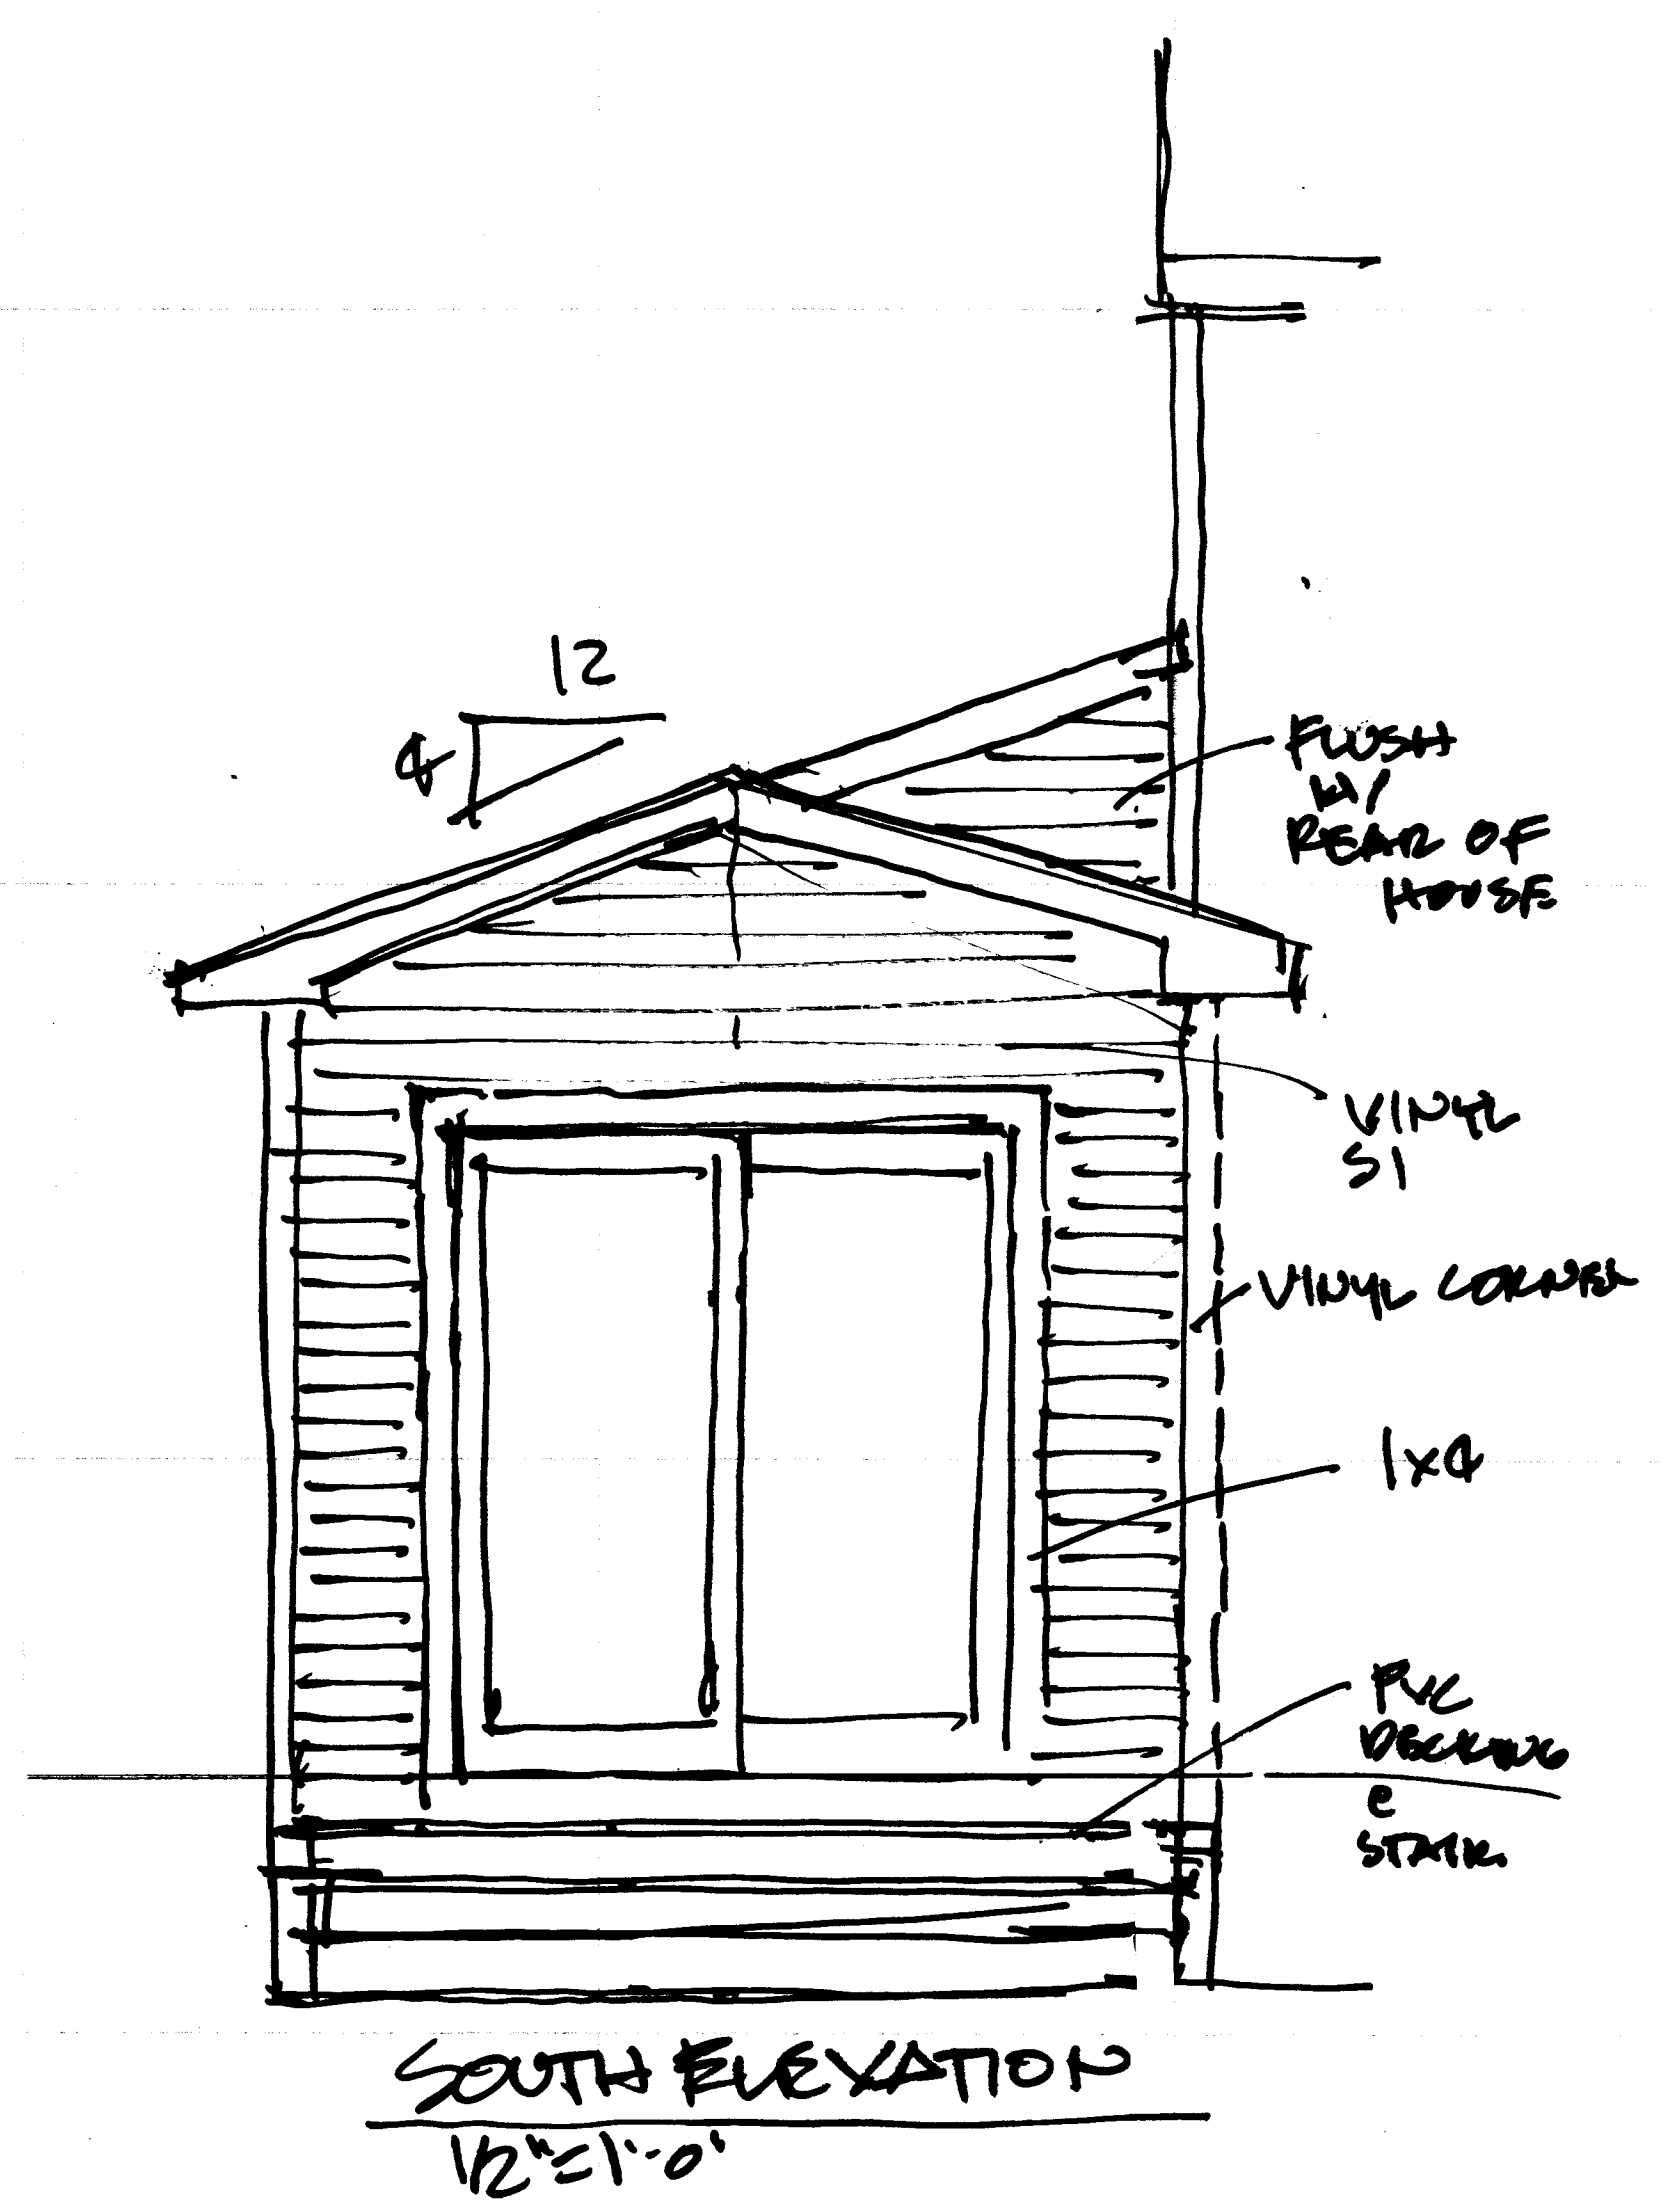 12
4
FLUSH
W/
REAR OF
HOUSE
VINYL
SI
VINYL CORNER
1x4
PVC
DECKING
@
STAIR
SOUTH ELEVATION
1/2"=1'-0"